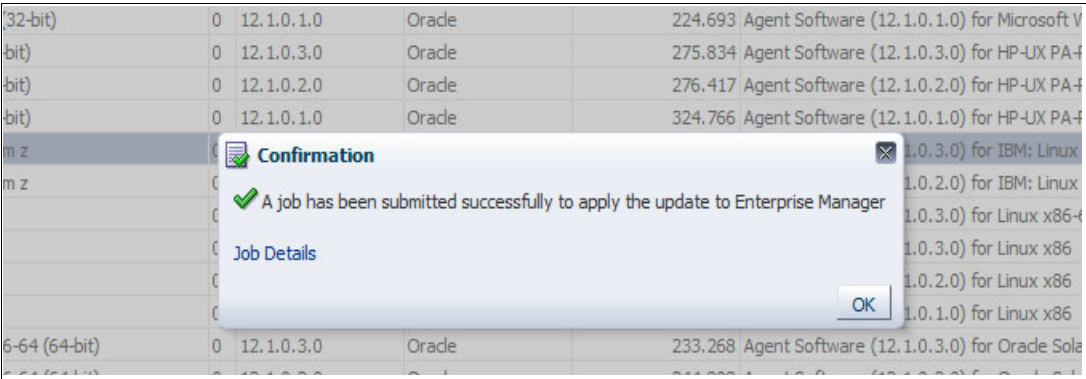 (32-bit) 0 12.1.0.1.0 Oracle 224.693 Agent Software (12.1.0.1.0) for Microsoft
-bit) 0 12.1.0.3.0 Oracle 275.834 Agent Software (12.1.0.3.0) for HP-UX
-bit) 0 12.1.0.2.0 Oracle 276.417 Agent Software (12.1.0.2.0) for HP-UX
-bit) 0 12.1.0.1.0 Oracle 324.766 Agent Software (12.1.0.1.0) for HP-UX
m z 1.0.3.0) for IBM: Linux
Confirmation
m z 1.0.2.0) for IBM: Linux
A job has been submitted successfully to apply the update to Enterprise Manager
1.0.3.0) for Linux
1.0.3.0) for Linux x86
Job Details
1.0.2.0) for Linux x86
OK
1.0.1.0) for Linux x86
6-64 (64-bit) 0 12.1.0.3.0 Oracle 233.268 Agent Software (12.1.0.3.0) for Oracle